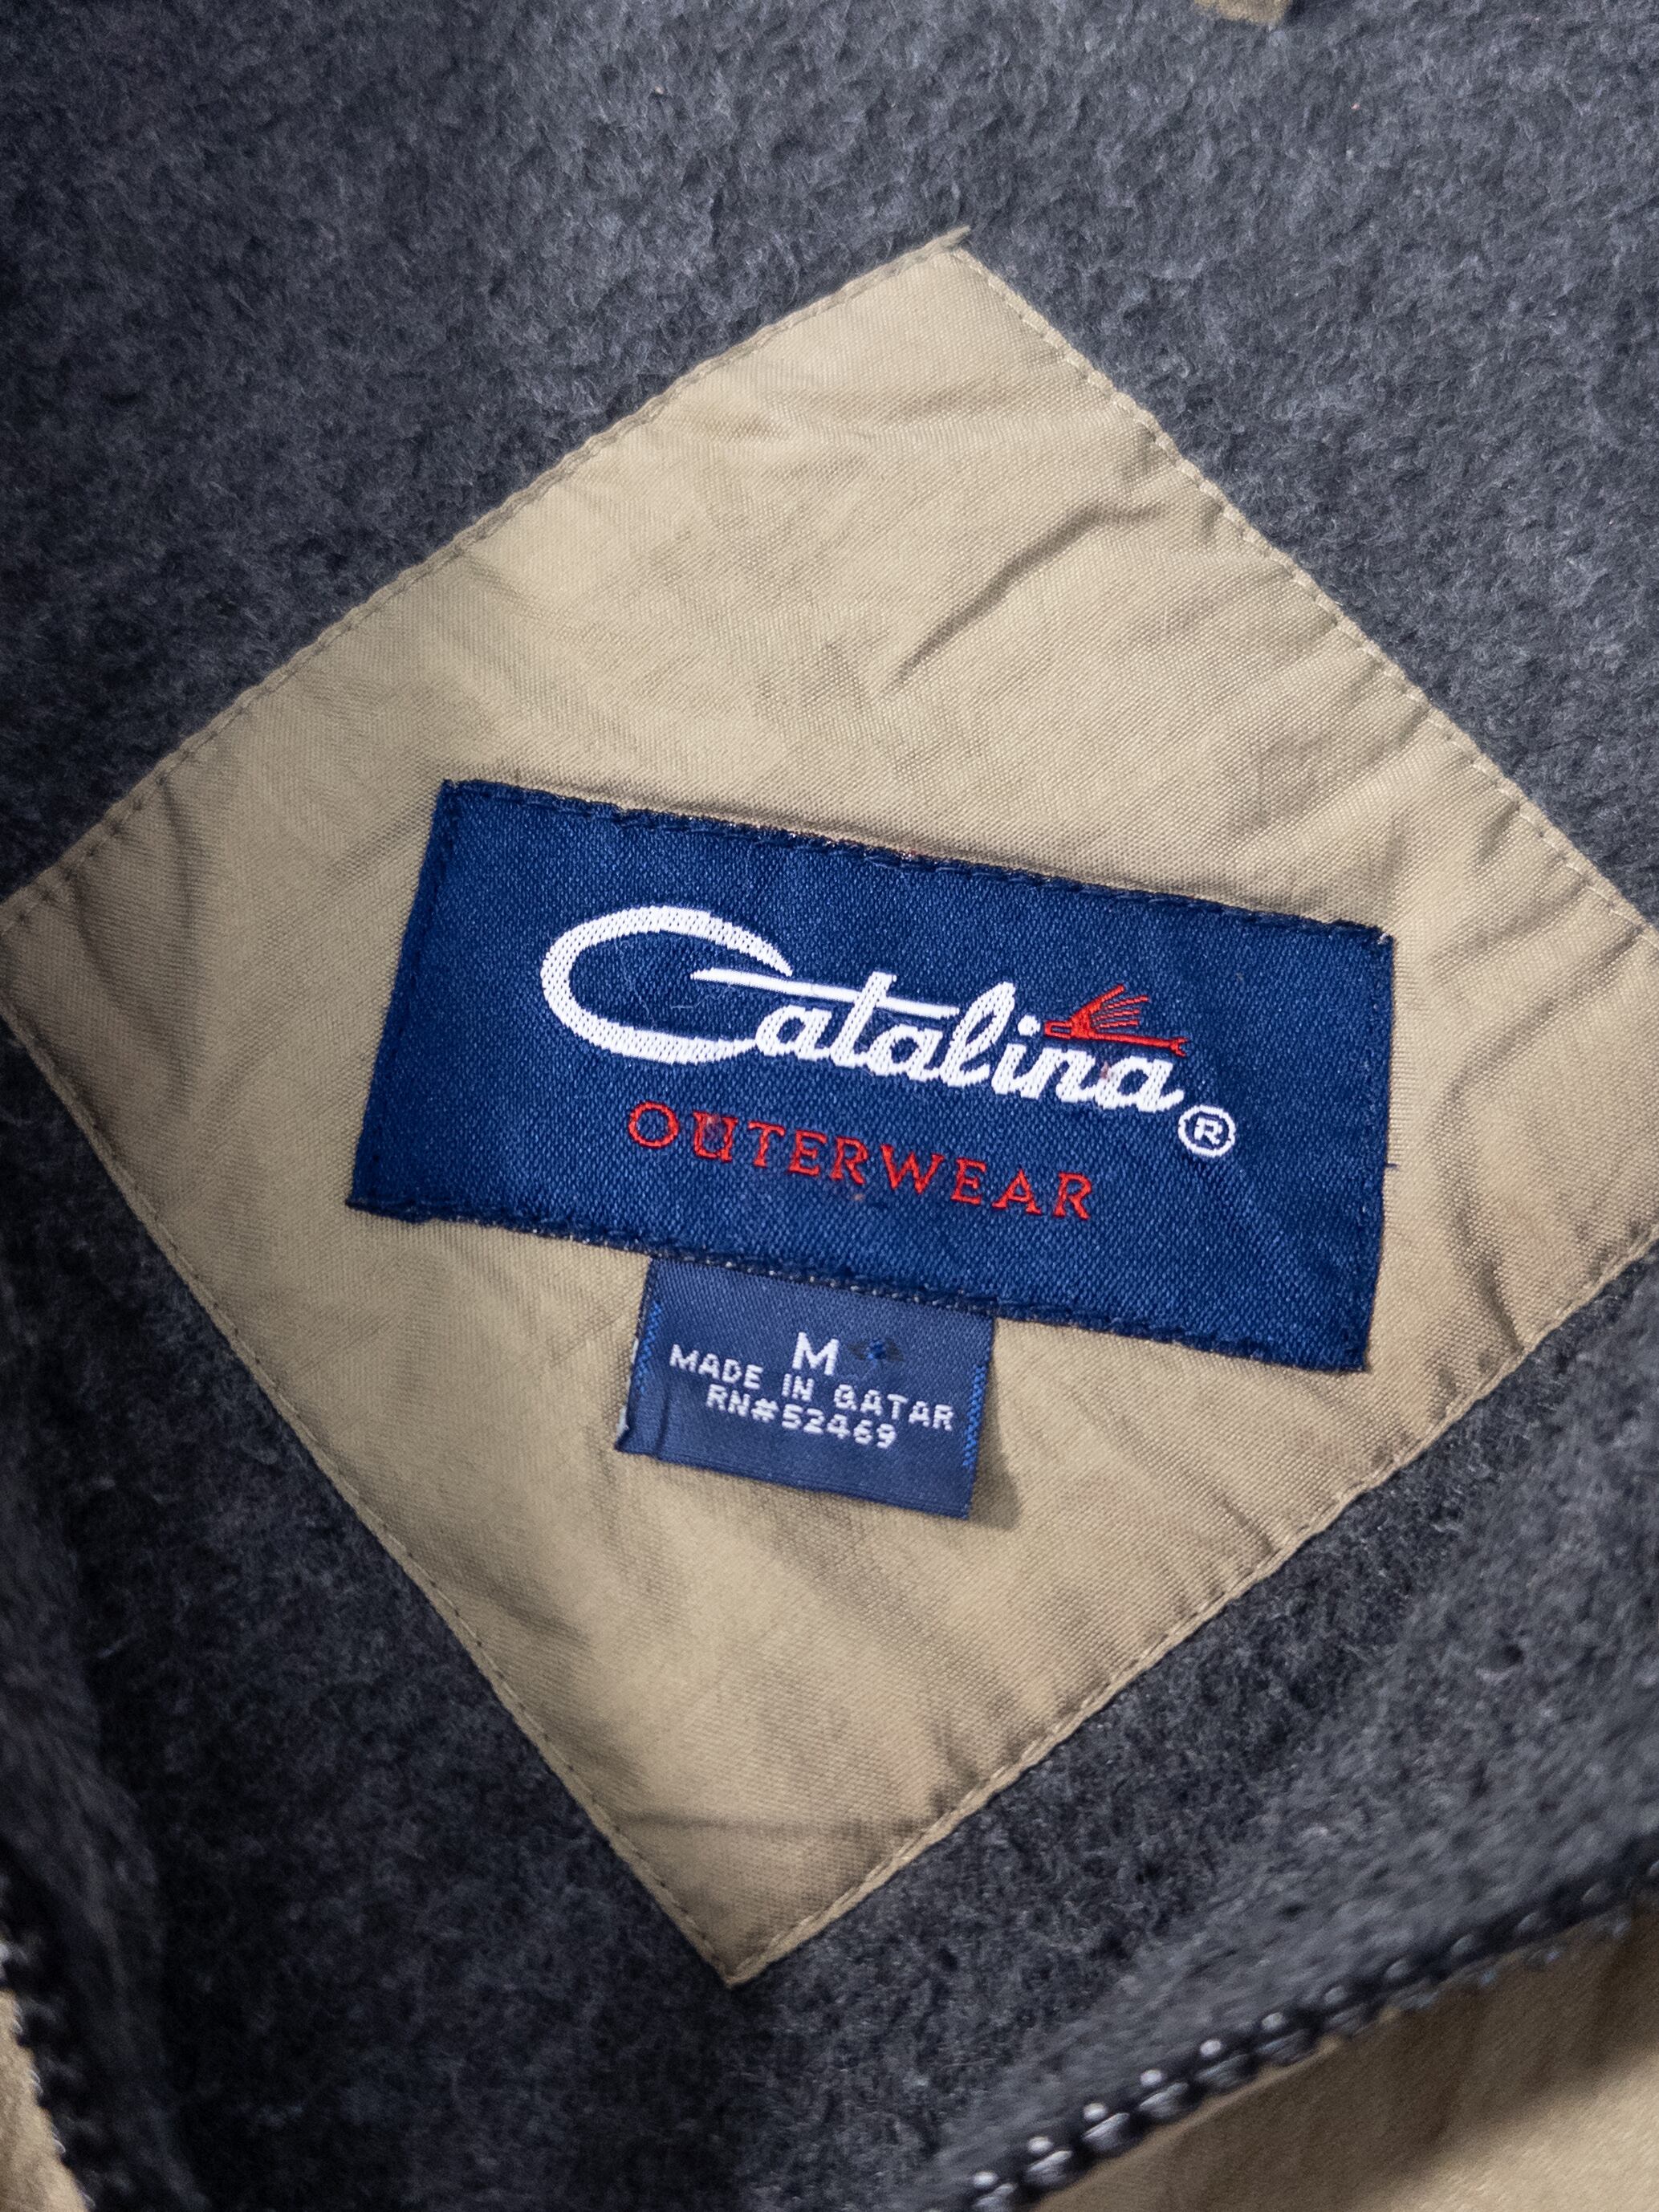 Catalina®
OUTERWEAR
M
MADE IN QATAR
RN#52469